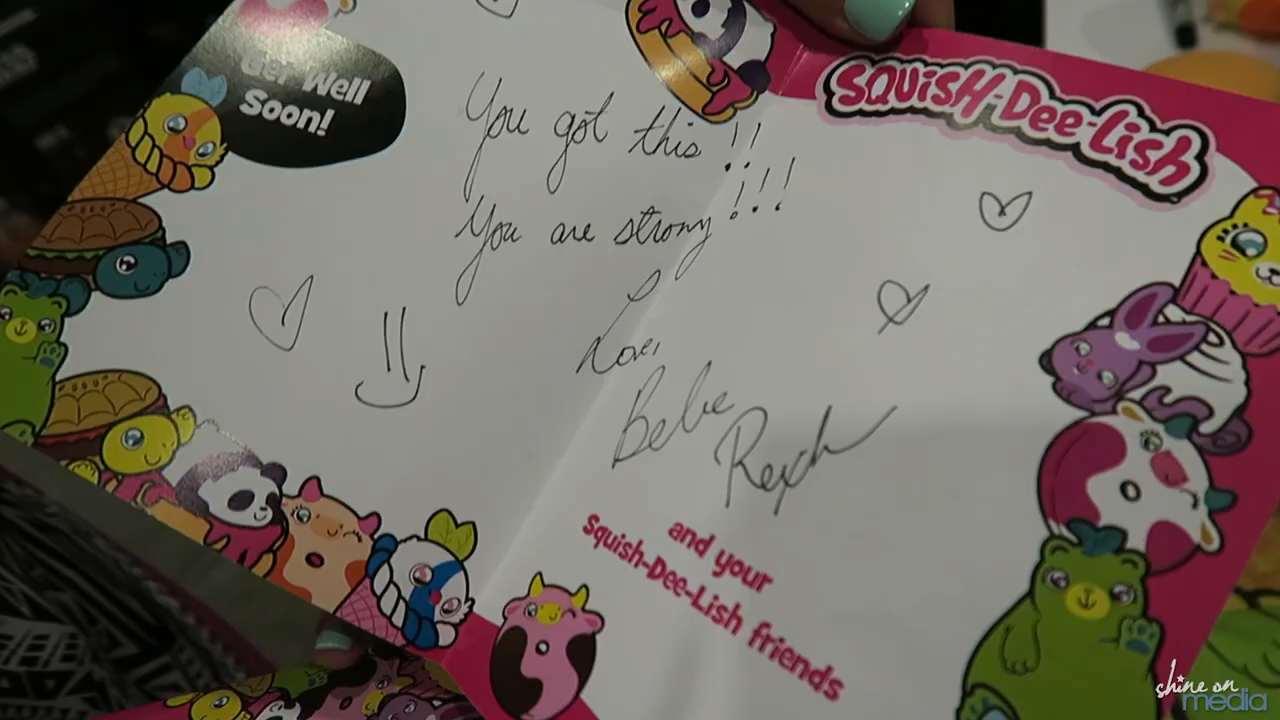 Get Well
Soon!
You got this!!
You are strong!!!
Love,
Bebe
Rexh
SQUiSH-Dee-Lish
and your
Squish-Dee-Lish friends
shine on
media